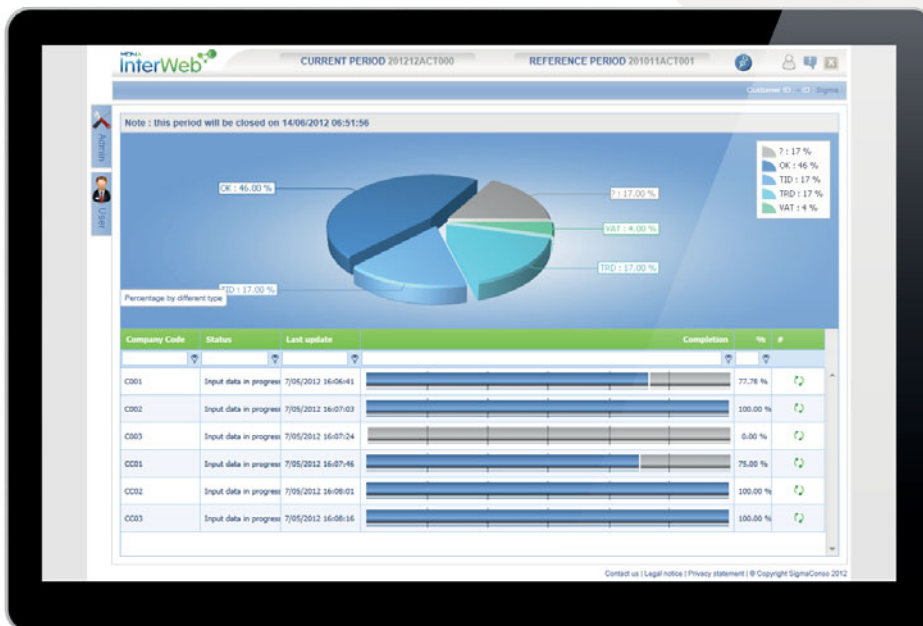 InterWeb
CURRENT PERIOD 201212ACT000
REFERENCE PERIOD 201011ACT001
Customer ID : ID : Sigma
Admin
User
Note : this period will be closed on 14/06/2012 06:51:56
OK : 46.00 %
? : 17.00 %
VAT : 4.00 %
TRD : 17.00 %
TID : 17.00 %
Percentage by different type
? : 17 %
OK : 46 %
TID : 17 %
TRD : 17 %
VAT : 4 %
Company Code Status Last update Completion % #
C001 Input data in progress 7/05/2012 16:06:41 77.78 %
C002 Input data in progress 7/05/2012 16:07:03 100.00 %
C003 Input data in progress 7/05/2012 16:07:24 0.00 %
CC01 Input data in progress 7/05/2012 16:07:46 75.00 %
CC02 Input data in progress 7/05/2012 16:08:01 100.00 %
CC03 Input data in progress 7/05/2012 16:08:16 100.00 %
Contact us | Legal notice | Privacy statement | © Copyright SigmaConso 2012